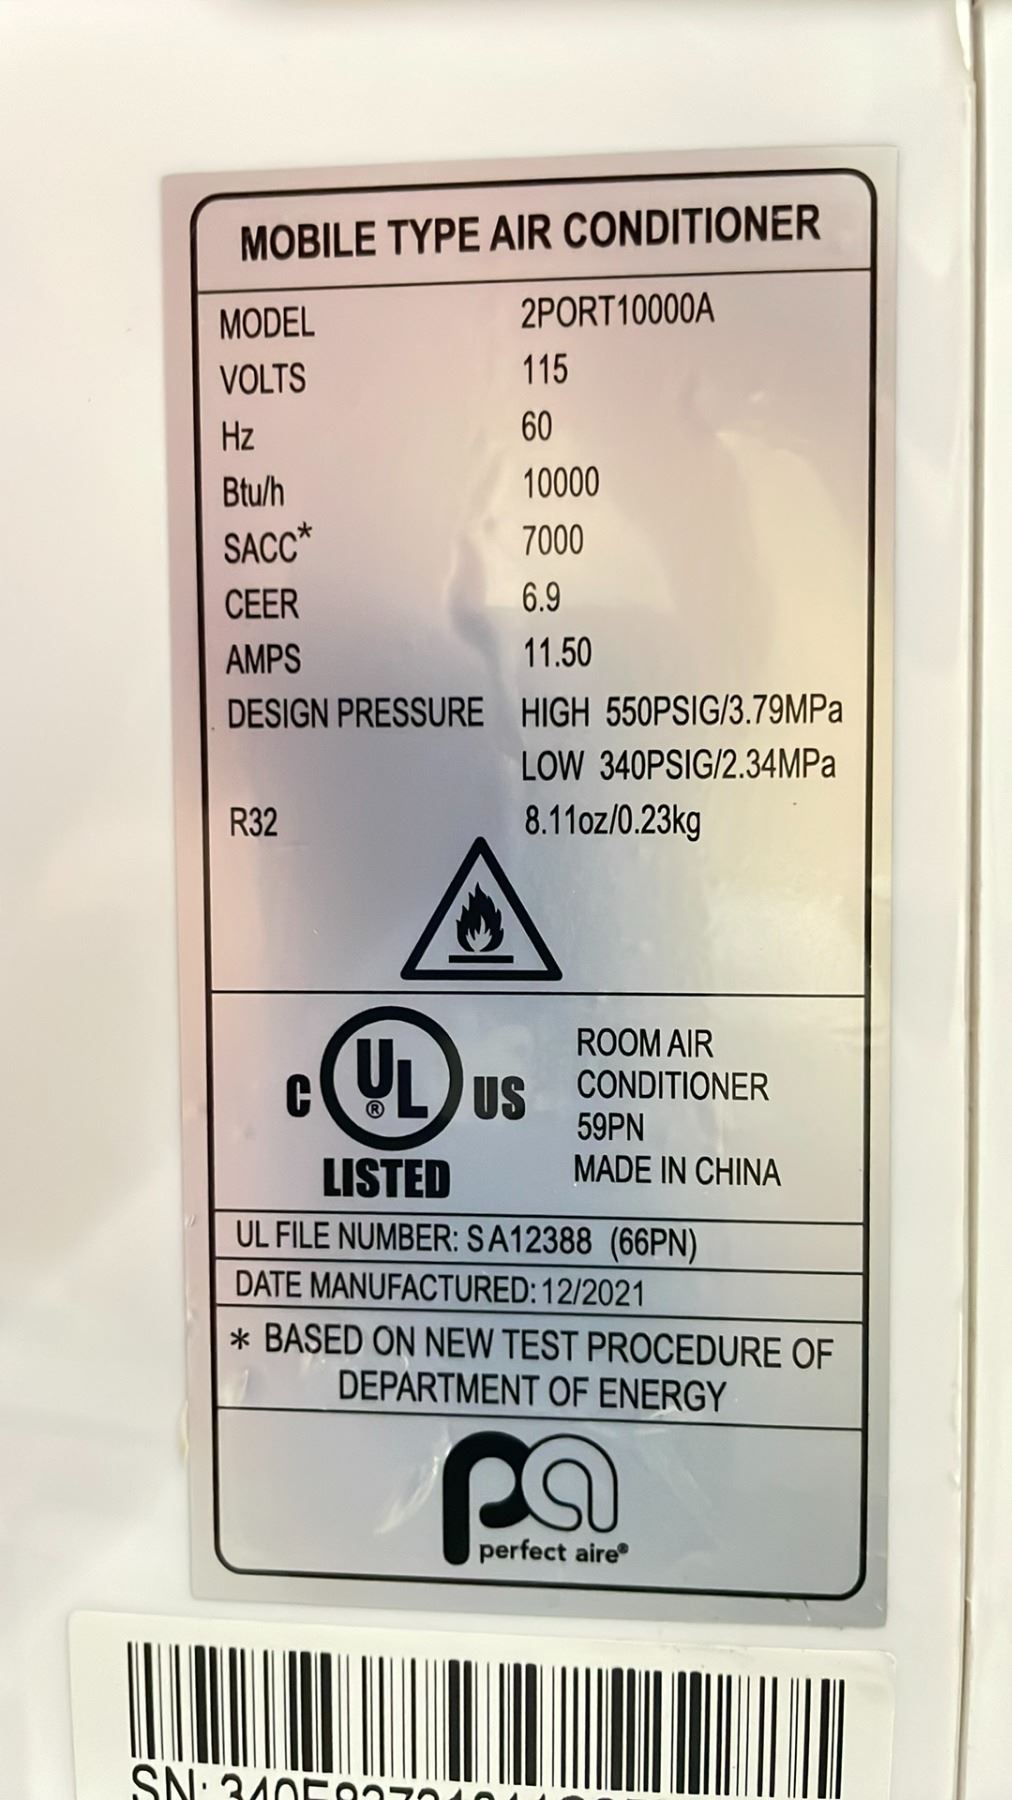 MOBILE TYPE AIR CONDITIONER
MODEL 2PORT10000A
VOLTS 115
Hz 60
Btu/h 10000
SACC* 7000
CEER 6.9
AMPS 11.50
DESIGN PRESSURE HIGH 550PSIG/3.79MPa
LOW 340PSIG/2.34MPa
R32 8.11oz/0.23kg
C UL® US
LISTED
ROOM AIR
CONDITIONER
59PN
MADE IN CHINA
UL FILE NUMBER: SA12388 (66PN)
DATE MANUFACTURED: 12/2021
* BASED ON NEW TEST PROCEDURE OF
DEPARTMENT OF ENERGY
pa
perfect aire®
SN: